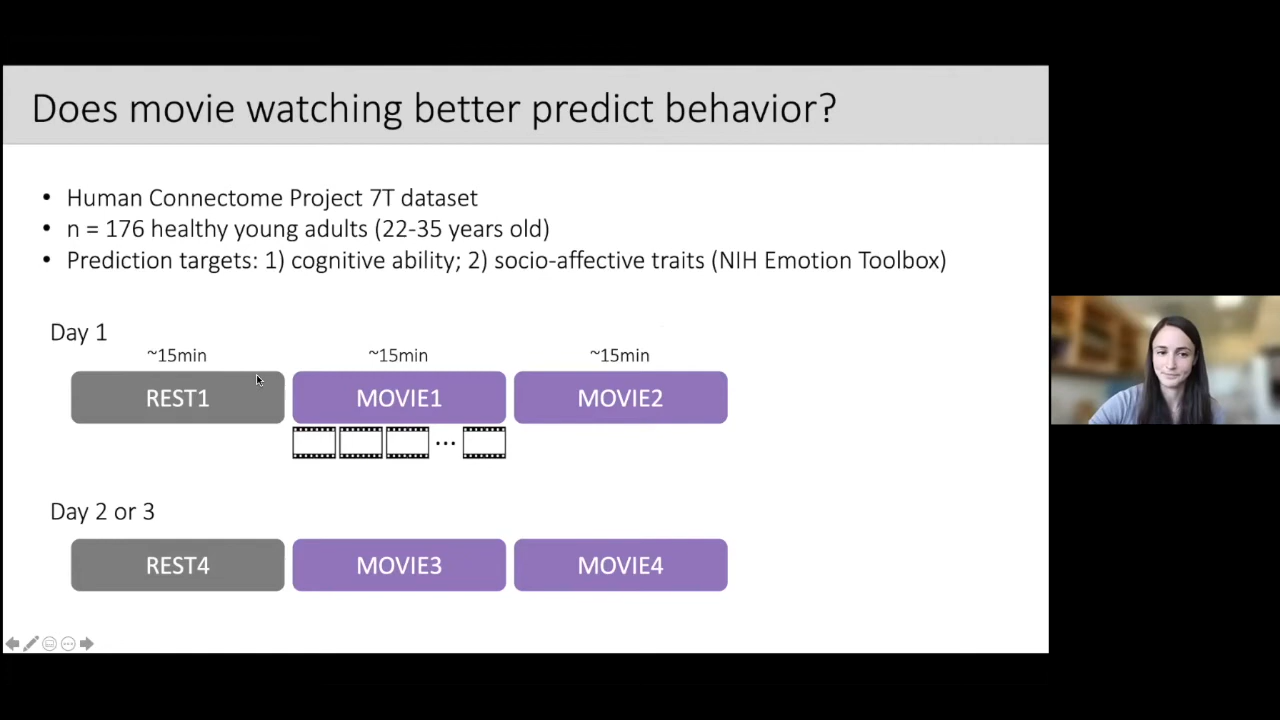 Does movie watching better predict behavior?
• Human Connectome Project 7T dataset
• n = 176 healthy young adults (22-35 years old)
• Prediction targets: 1) cognitive ability; 2) socio-affective traits (NIH Emotion Toolbox)
Day 1
~15min ~15min ~15min
REST1 MOVIE1 MOVIE2
...
Day 2 or 3
REST4 MOVIE3 MOVIE4